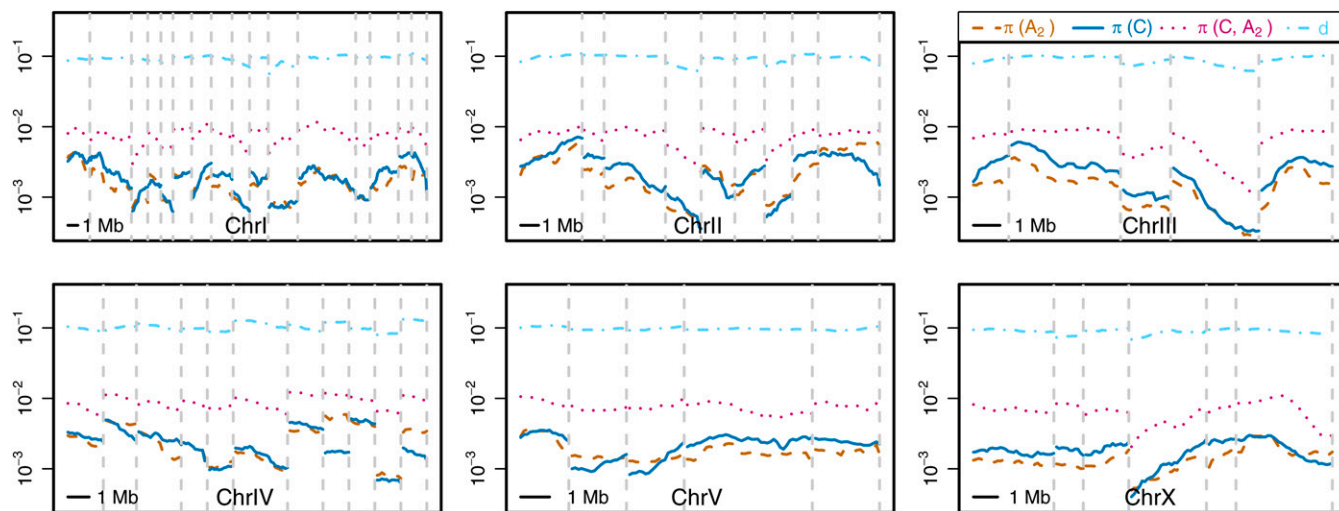 π (A₂) π (C) π (C, A₂) d
10⁻¹ 10⁻² 10⁻³
1 Mb ChrI
1 Mb ChrII
10⁻¹ 10⁻² 10⁻³
1 Mb ChrIII
10⁻¹ 10⁻² 10⁻³
10⁻¹ 10⁻² 10⁻³
1 Mb ChrIV
10⁻¹ 10⁻² 10⁻³
1 Mb ChrV
10⁻¹ 10⁻² 10⁻³
1 Mb ChrX